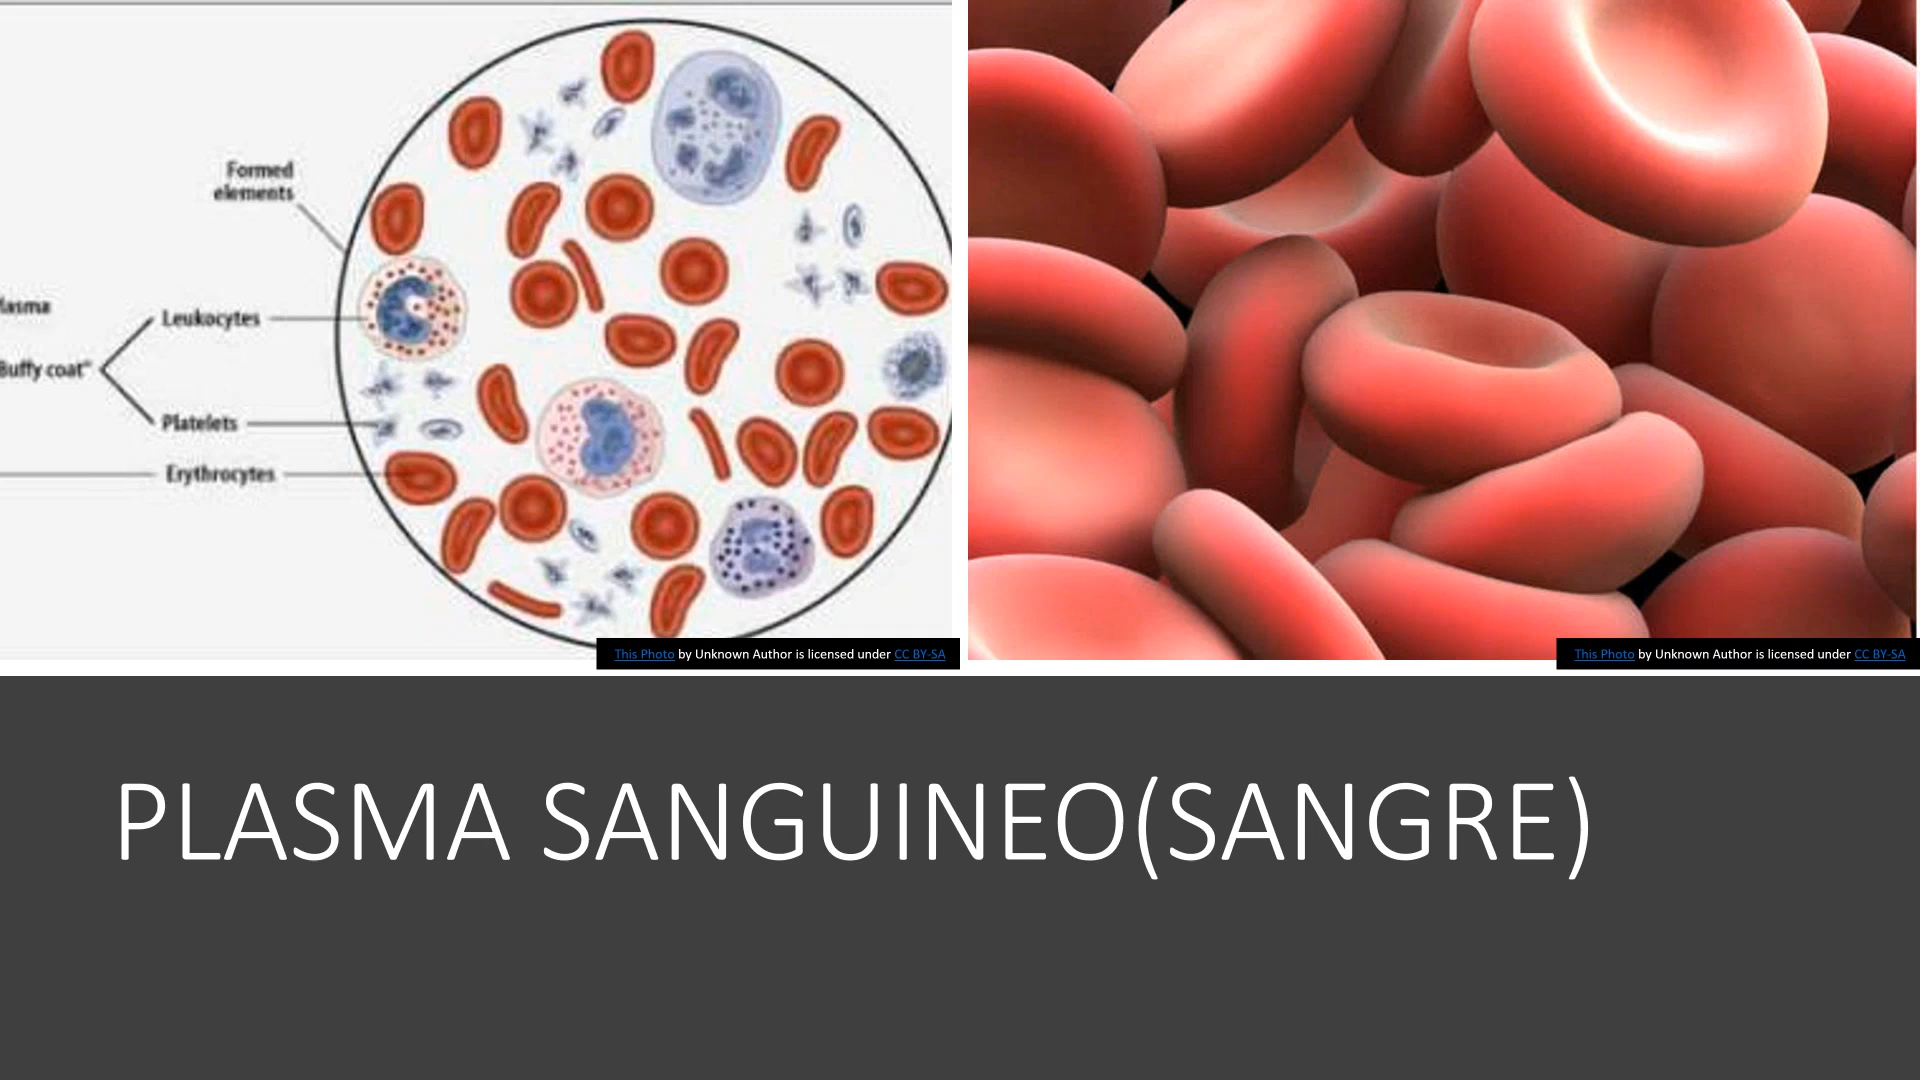 Formed
elements
Leukocytes
Buffy coat"
Platelets
Erythrocytes
This Photo by Unknown Author is licensed under CC BY-SA
This Photo by Unknown Author is licensed under CC BY-SA
PLASMA SANGUINEO(SANGRE)